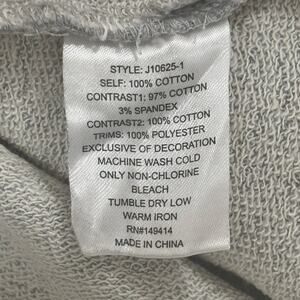 STYLE: J10625-1
SELF: 100% COTTON
CONTRAST1: 97% COTTON
3% SPANDEX
CONTRAST2: 100% COTTON
TRIMS: 100% POLYESTER
EXCLUSIVE OF DECORATION
MACHINE WASH COLD
ONLY NON-CHLORINE
BLEACH
TUMBLE DRY LOW
WARM IRON
RN#149414
MADE IN CHINA